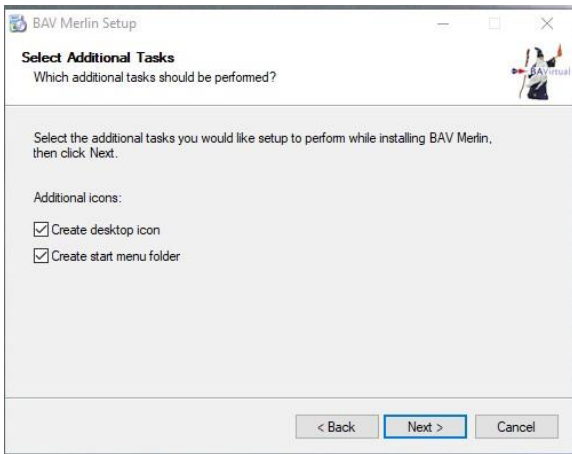 BAV Merlin Setup
Select Additional Tasks
Which additional tasks should be performed?
BAVirtual
Select the additional tasks you would like setup to perform while installing BAV Merlin,
then click Next.
Additional icons:
Create desktop icon
Create start menu folder
< Back
Next >
Cancel